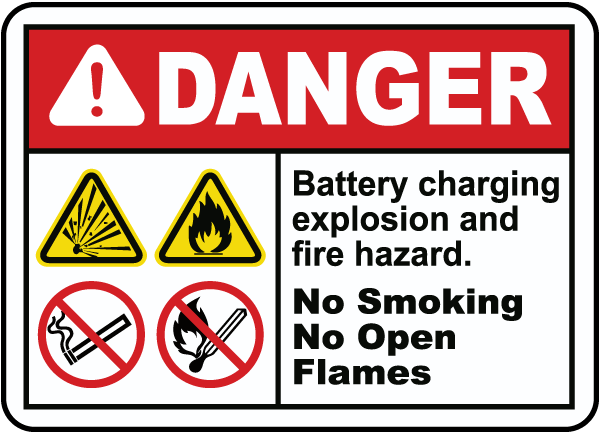 DANGER
Battery charging
explosion and
fire hazard.
No Smoking
No Open
Flames